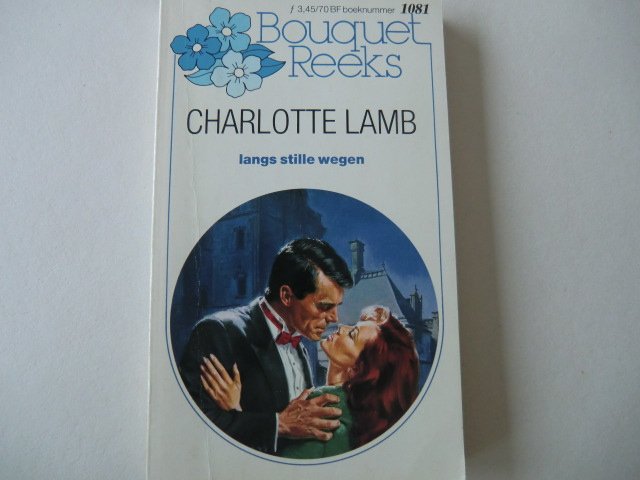 ƒ 3,45/70 BF boeknummer 1081
Bouquet
Reeks
CHARLOTTE LAMB
langs stille wegen